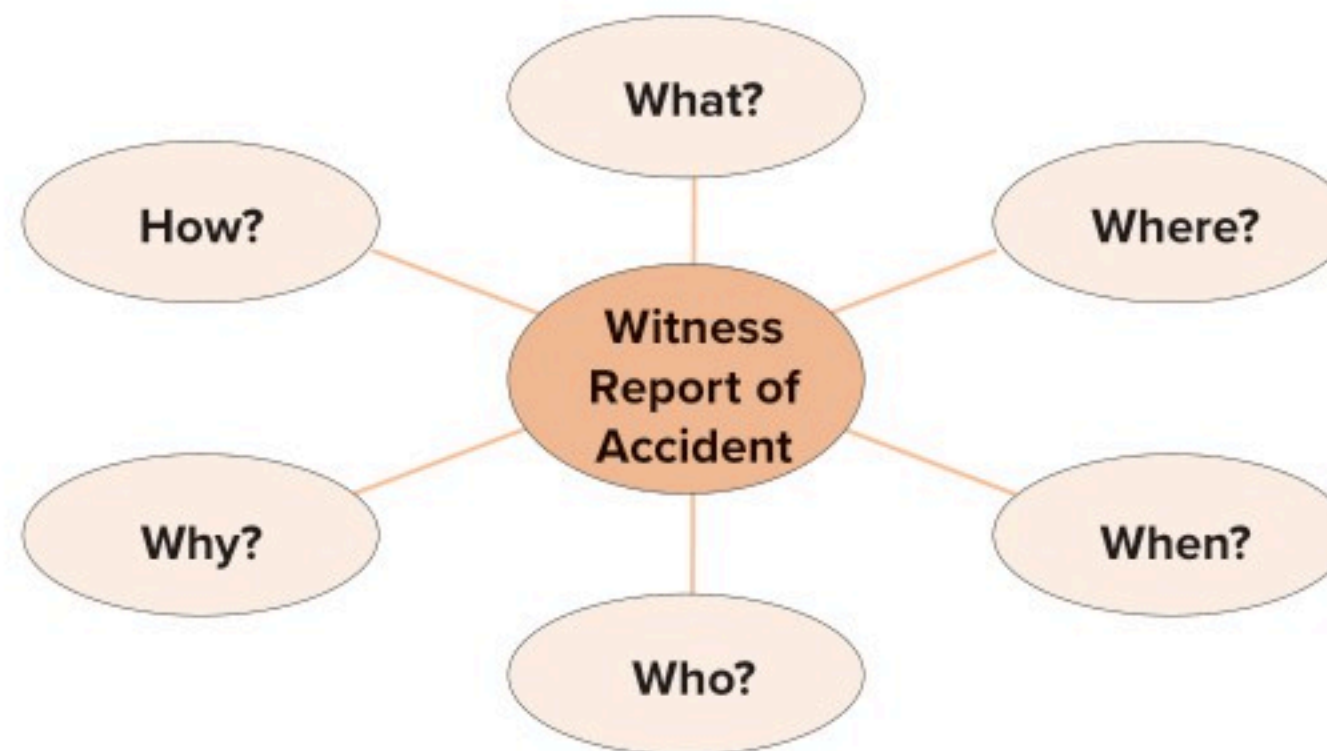 What?
How?
Where?
Witness
Report of
Accident
Why?
When?
Who?